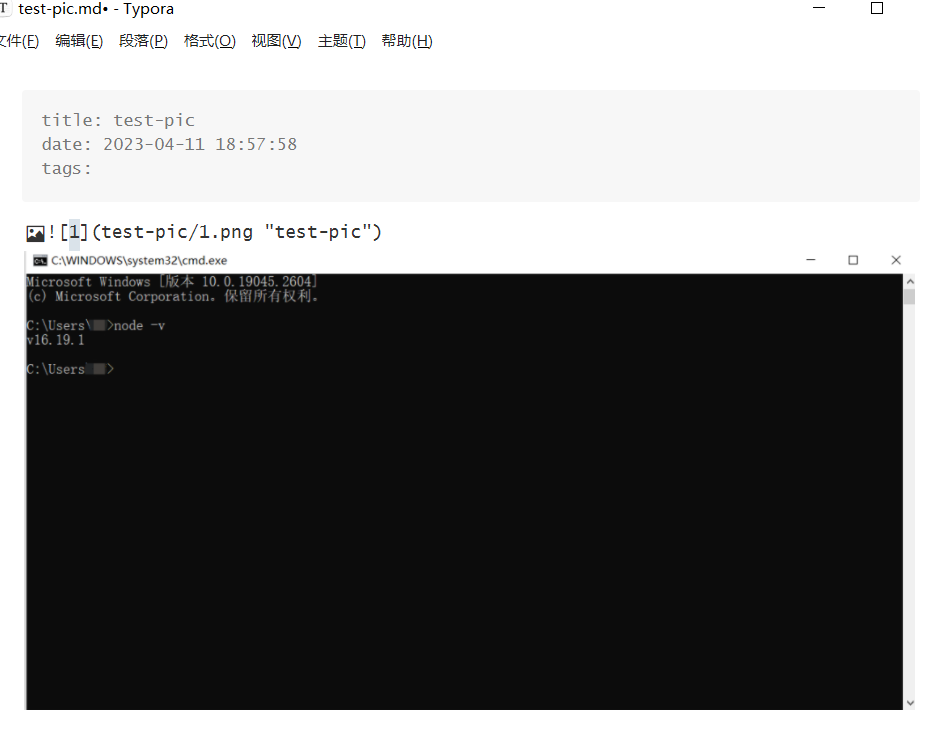 test-pic.md• - Typora
文件(F) 编辑(E) 段落(P) 格式(O) 视图(V) 主题(T) 帮助(H)
title: test-pic
date: 2023-04-11 18:57:58
tags:
![1](test-pic/1.png "test-pic")
C:\WINDOWS\system32\cmd.exe
Microsoft Windows [版本 10.0.19045.2604]
(c) Microsoft Corporation。保留所有权利。
C:\Users\>node -v
v16.19.1
C:\Users>